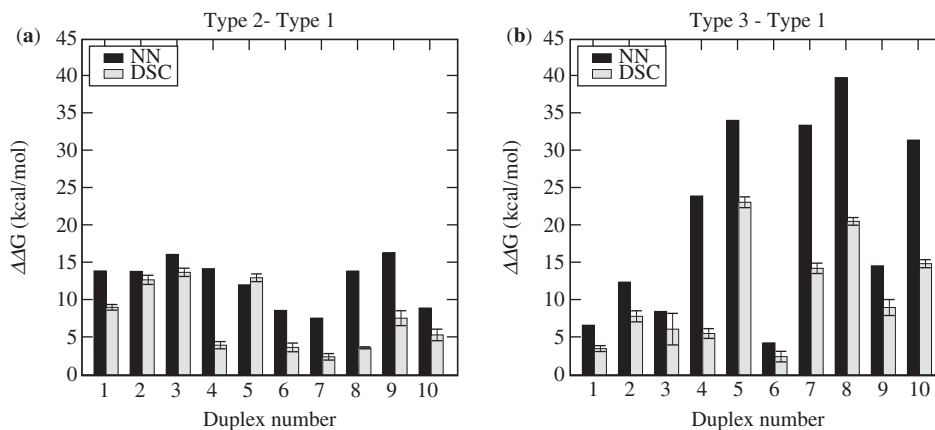 (a)
Type 2- Type 1
45
40
35
30
25
20
15
10
5
0
ΔΔG (kcal/mol)
NN
DSC
1 2 3 4 5 6 7 8 9 10
Duplex number
(b)
Type 3 - Type 1
45
40
35
30
25
20
15
10
5
0
ΔΔG (kcal/mol)
NN
DSC
1 2 3 4 5 6 7 8 9 10
Duplex number